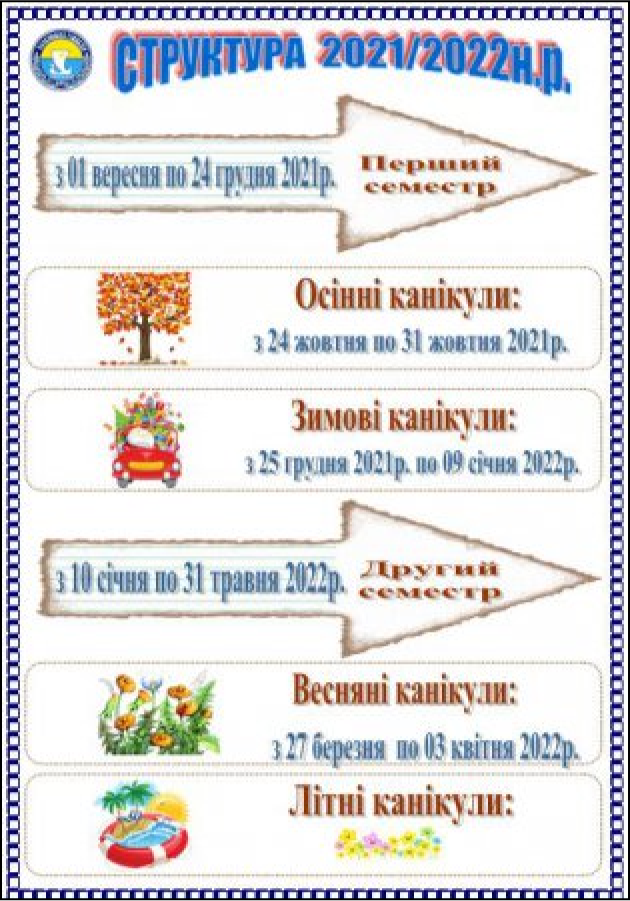 СТРУКТУРА 2021/2022н.р.
з 01 вересня по 24 грудня 2021р.
Перший
семестр
Осінні канікули:
з 24 жовтня по 31 жовтня 2021р.
Зимові канікули:
з 25 грудня 2021р. по 09 січня 2022р.
з 10 січня по 31 травня 2022р.
Другий
семестр
Весняні канікули:
з 27 березня по 03 квітня 2022р.
Літні канікули: